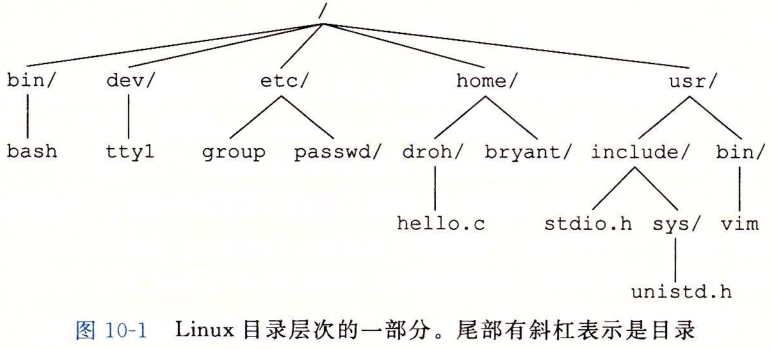 /
bin/ dev/ etc/ home/ usr/
bash tty1 group passwd/ droh/ bryant/ include/ bin/
hello.c stdio.h sys/ vim
unistd.h
图 10-1 Linux 目录层次的一部分。尾部有斜杠表示是目录